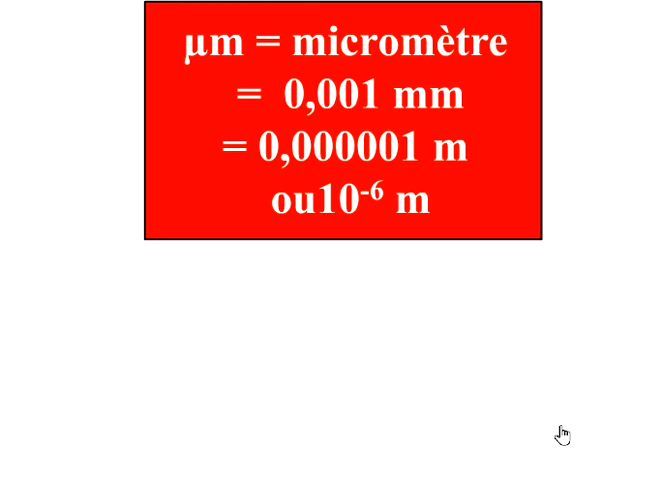 µm = micromètre
= 0,001 mm
= 0,000001 m
ou10⁻⁶ m